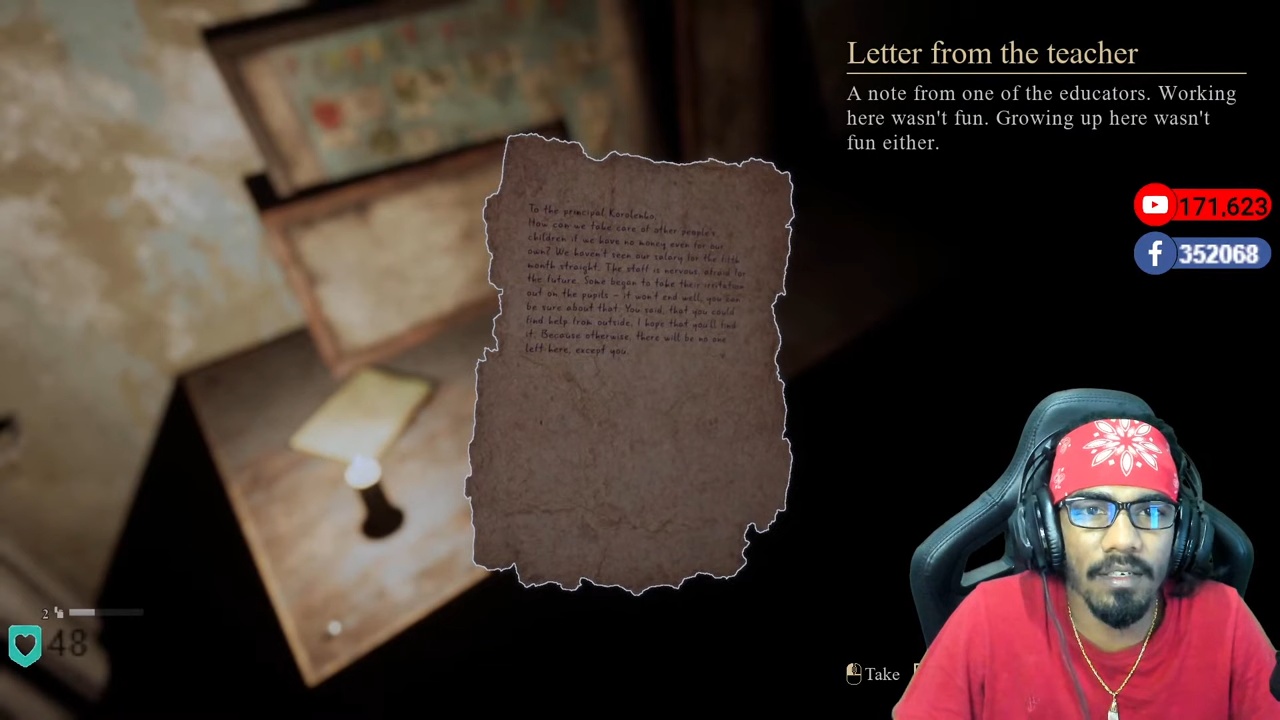 Letter from the teacher
A note from one of the educators. Working
here wasn't fun. Growing up here wasn't
fun either.
171,623
352068
To the principal Korolenko,
How can we take care of other people's
children if we have no money even for our
own? We haven't seen our salary for the fifth
month straight. The staff is nervous, afraid for
the future. Some began to take their irritation
out on the pupils - it won't end well, you can
be sure about that. You said, that you could
find help from outside. I hope that you'll find
it. Because otherwise, there will be no one
left here, except you.
2
48
Take